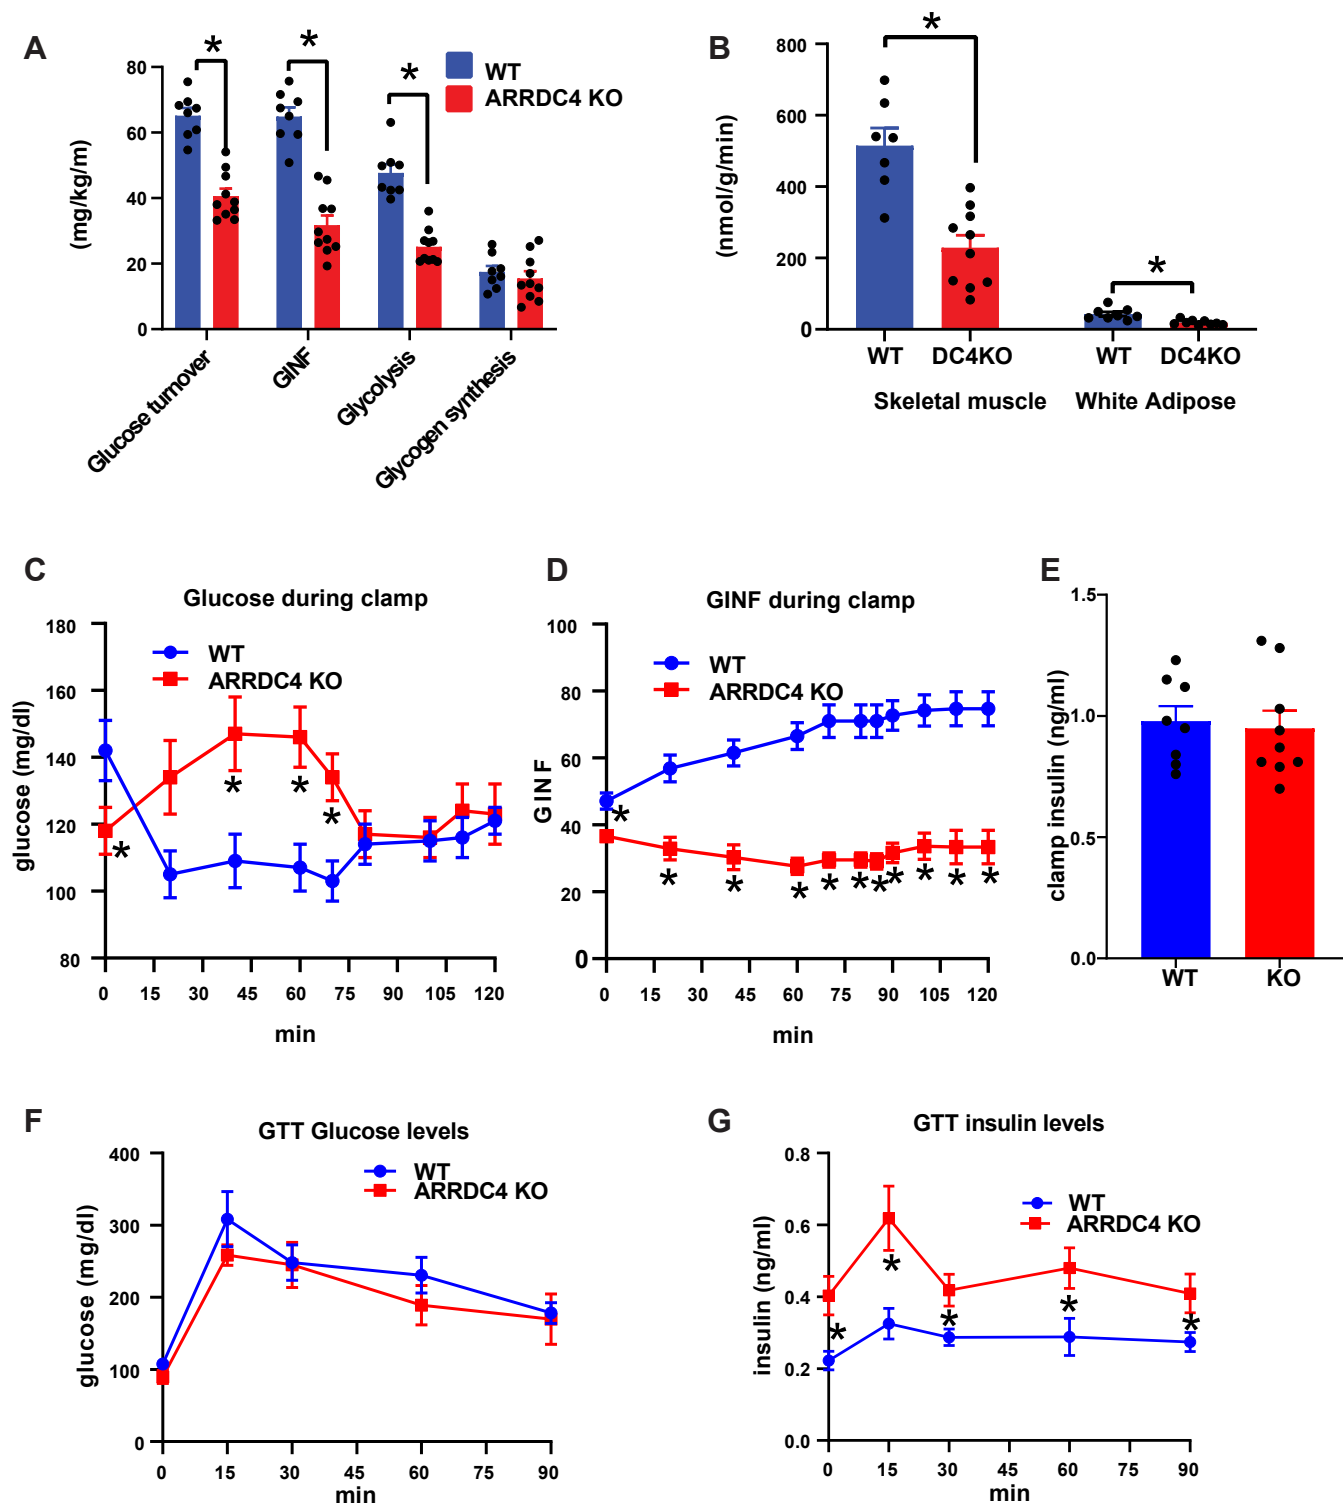 A
WT
ARRDC4 KO
*
*
*
(mg/kg/m)
80
60
40
20
0
Glucose turnover
GINF
Glycolysis
Glycogen synthesis
B
*
*
(nmol/g/min)
800
600
400
200
0
WT DC4KO WT DC4KO
Skeletal muscle White Adipose
C
Glucose during clamp
WT
ARRDC4 KO
glucose (mg/dl)
180
160
140
120
100
80
* * * *
0 15 30 45 60 75 90 105 120
min
D
GINF during clamp
WT
ARRDC4 KO
GINF
100
80
60
40
20
0
* * * * * * * * * * *
0 15 30 45 60 75 90 105 120
min
E
clamp insulin (ng/ml)
1.5
1.0
0.5
0.0
WT KO
F
GTT Glucose levels
WT
ARRDC4 KO
glucose (mg/dl)
400
300
200
100
0
0 15 30 45 60 75 90
min
G
GTT insulin levels
WT
ARRDC4 KO
insulin (ng/ml)
0.8
0.6
0.4
0.2
0.0
* * * * *
0 15 30 45 60 75 90
min